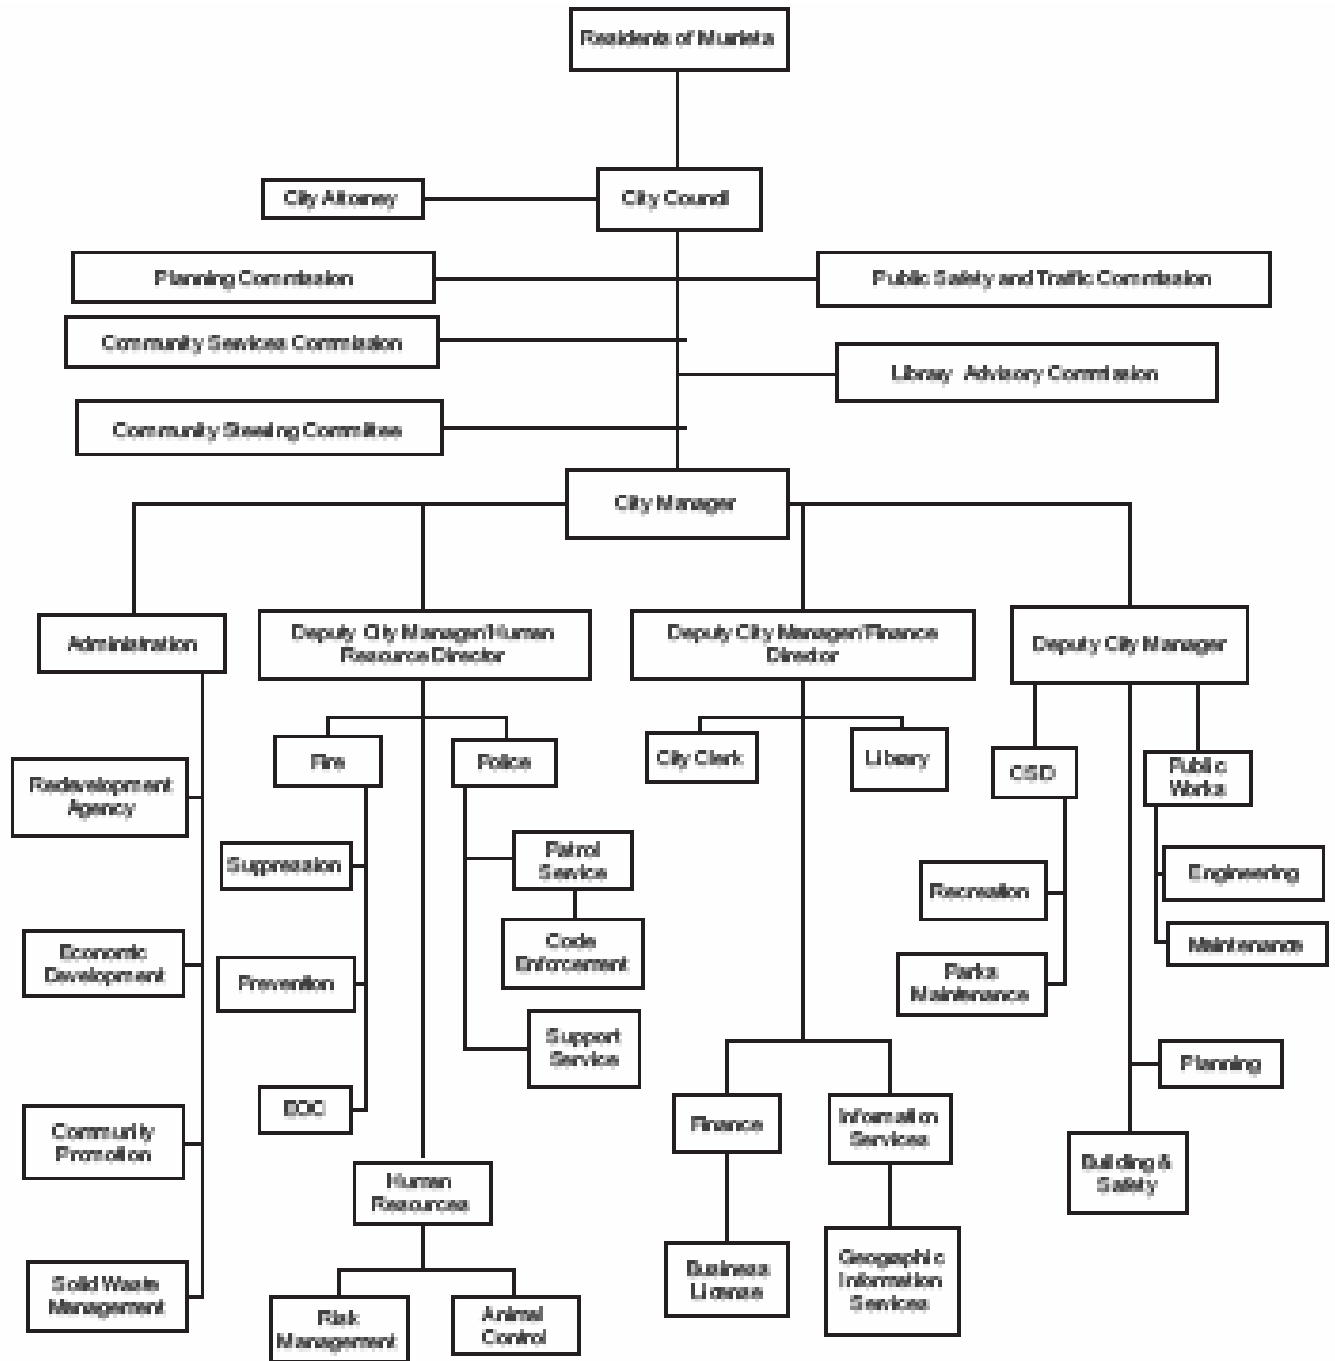 Residents of Murrieta
City Attorney
City Council
Planning Commission
Public Safety and Traffic Commission
Community Services Commission
Library Advisory Commission
Community Steering Committee
City Manager
Administration
Deputy City Manager/Human
Resource Director
Deputy City Manager/Finance
Director
Deputy City Manager
Fire
Police
City Clerk
Library
CSD
Public
Works
Redevelopment
Agency
Suppression
Patrol
Service
Recreation
Engineering
Economic
Development
Prevention
Code
Enforcement
Parks
Maintenance
Maintenance
Support
Service
Planning
Community
Promotion
EOC
Finance
Information
Services
Building &
Safety
Human
Resources
Solid Waste
Management
Business
License
Geographic
Information
Services
Risk
Management
Animal
Control